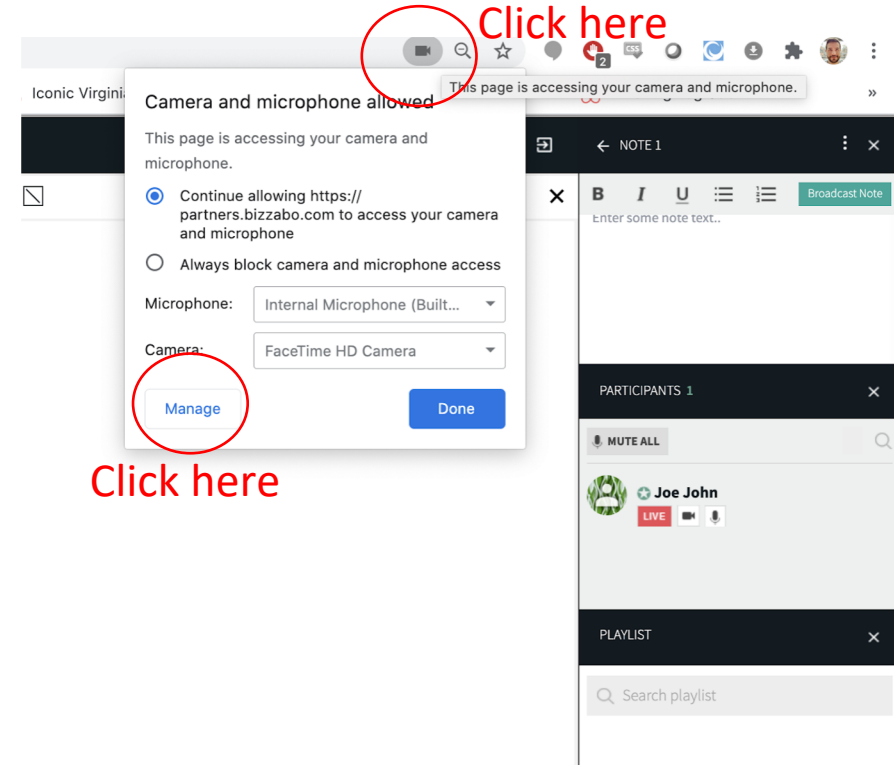 Click here
CSS
2
This page is accessing your camera and microphone.
Iconic Virginia
»
Camera and microphone allowed
This page is accessing your camera and
microphone.
Continue allowing https://
partners.bizzabo.com to access your camera
and microphone
Always block camera and microphone access
Microphone: Internal Microphone (Built...
Camera: FaceTime HD Camera
Manage
Done
Click here
NOTE 1
B I U Broadcast Note
Enter some note text..
PARTICIPANTS 1
MUTE ALL
Joe John
LIVE
PLAYLIST
Search playlist